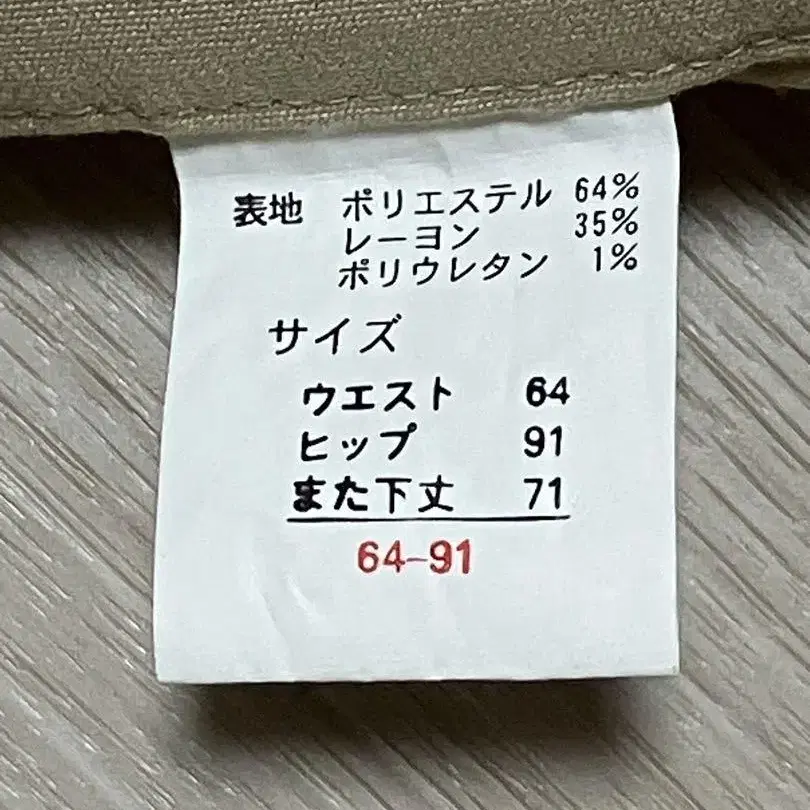 表地 ポリエステル 64%
レーヨン 35%
ポリウレタン 1%
サイズ
ウエスト 64
ヒップ 91
また下丈 71
64-91